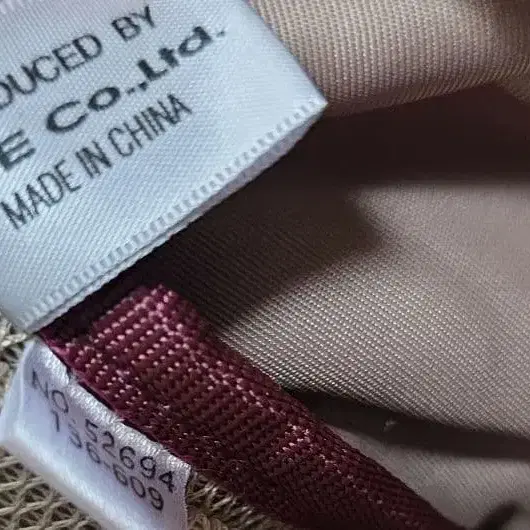 DUCED BY
E Co.,Ltd.
MADE IN CHINA
NO. 52694
136-609